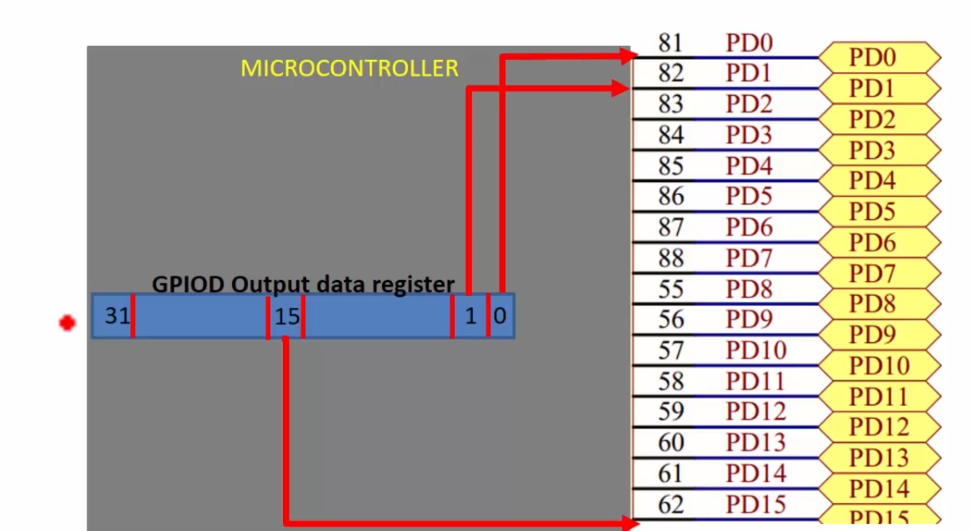 MICROCONTROLLER
GPIOD Output data register
31 15 1 0
81 PD0 PD0
82 PD1 PD1
83 PD2 PD2
84 PD3 PD3
85 PD4 PD4
86 PD5 PD5
87 PD6 PD6
88 PD7 PD7
55 PD8 PD8
56 PD9 PD9
57 PD10 PD10
58 PD11 PD11
59 PD12 PD12
60 PD13 PD13
61 PD14 PD14
62 PD15 PD15